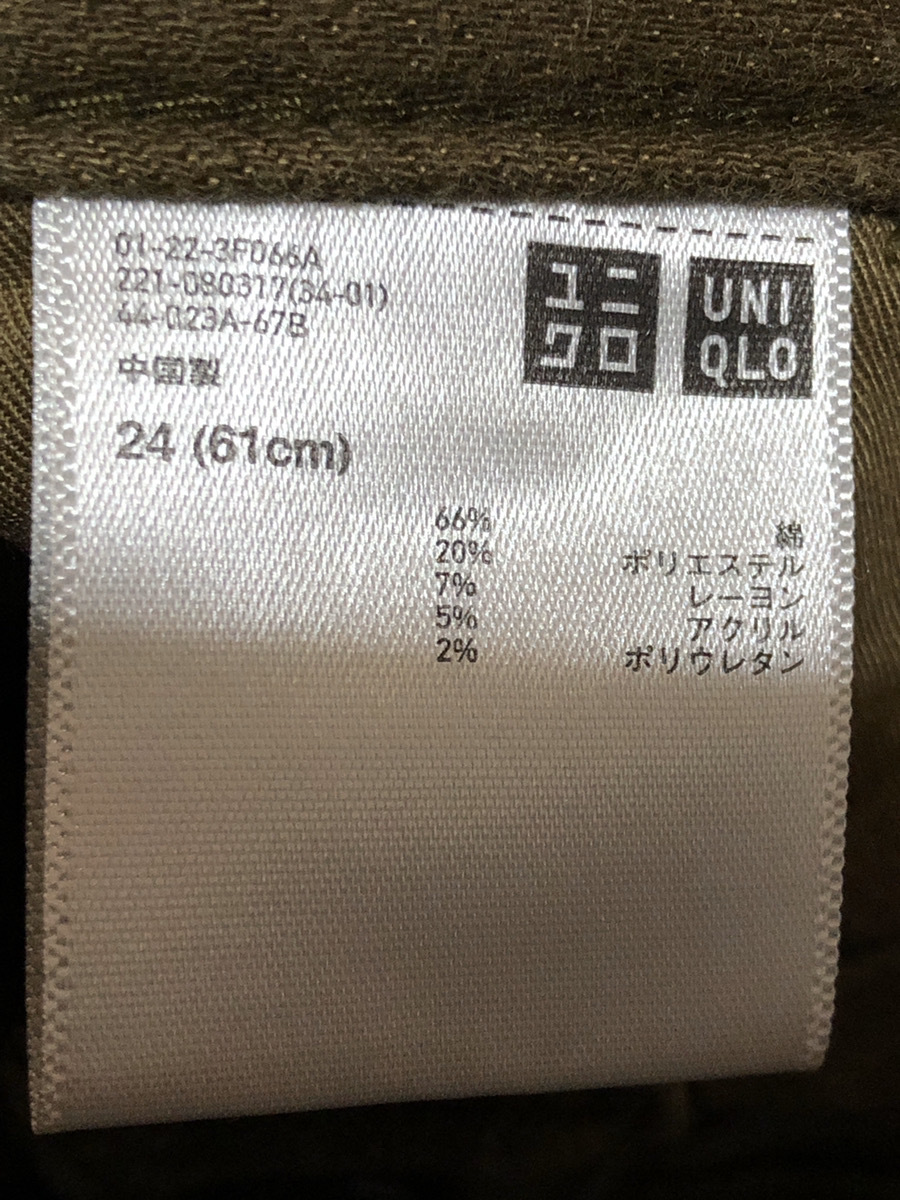 01-22-3F066A
221-080317(34-01)
44-023A-67B
中国製
24 (61cm)
ユニ
クロ
UNI
QLO
66% 綿
20% ポリエステル
7% レーヨン
5% アクリル
2% ポリウレタン